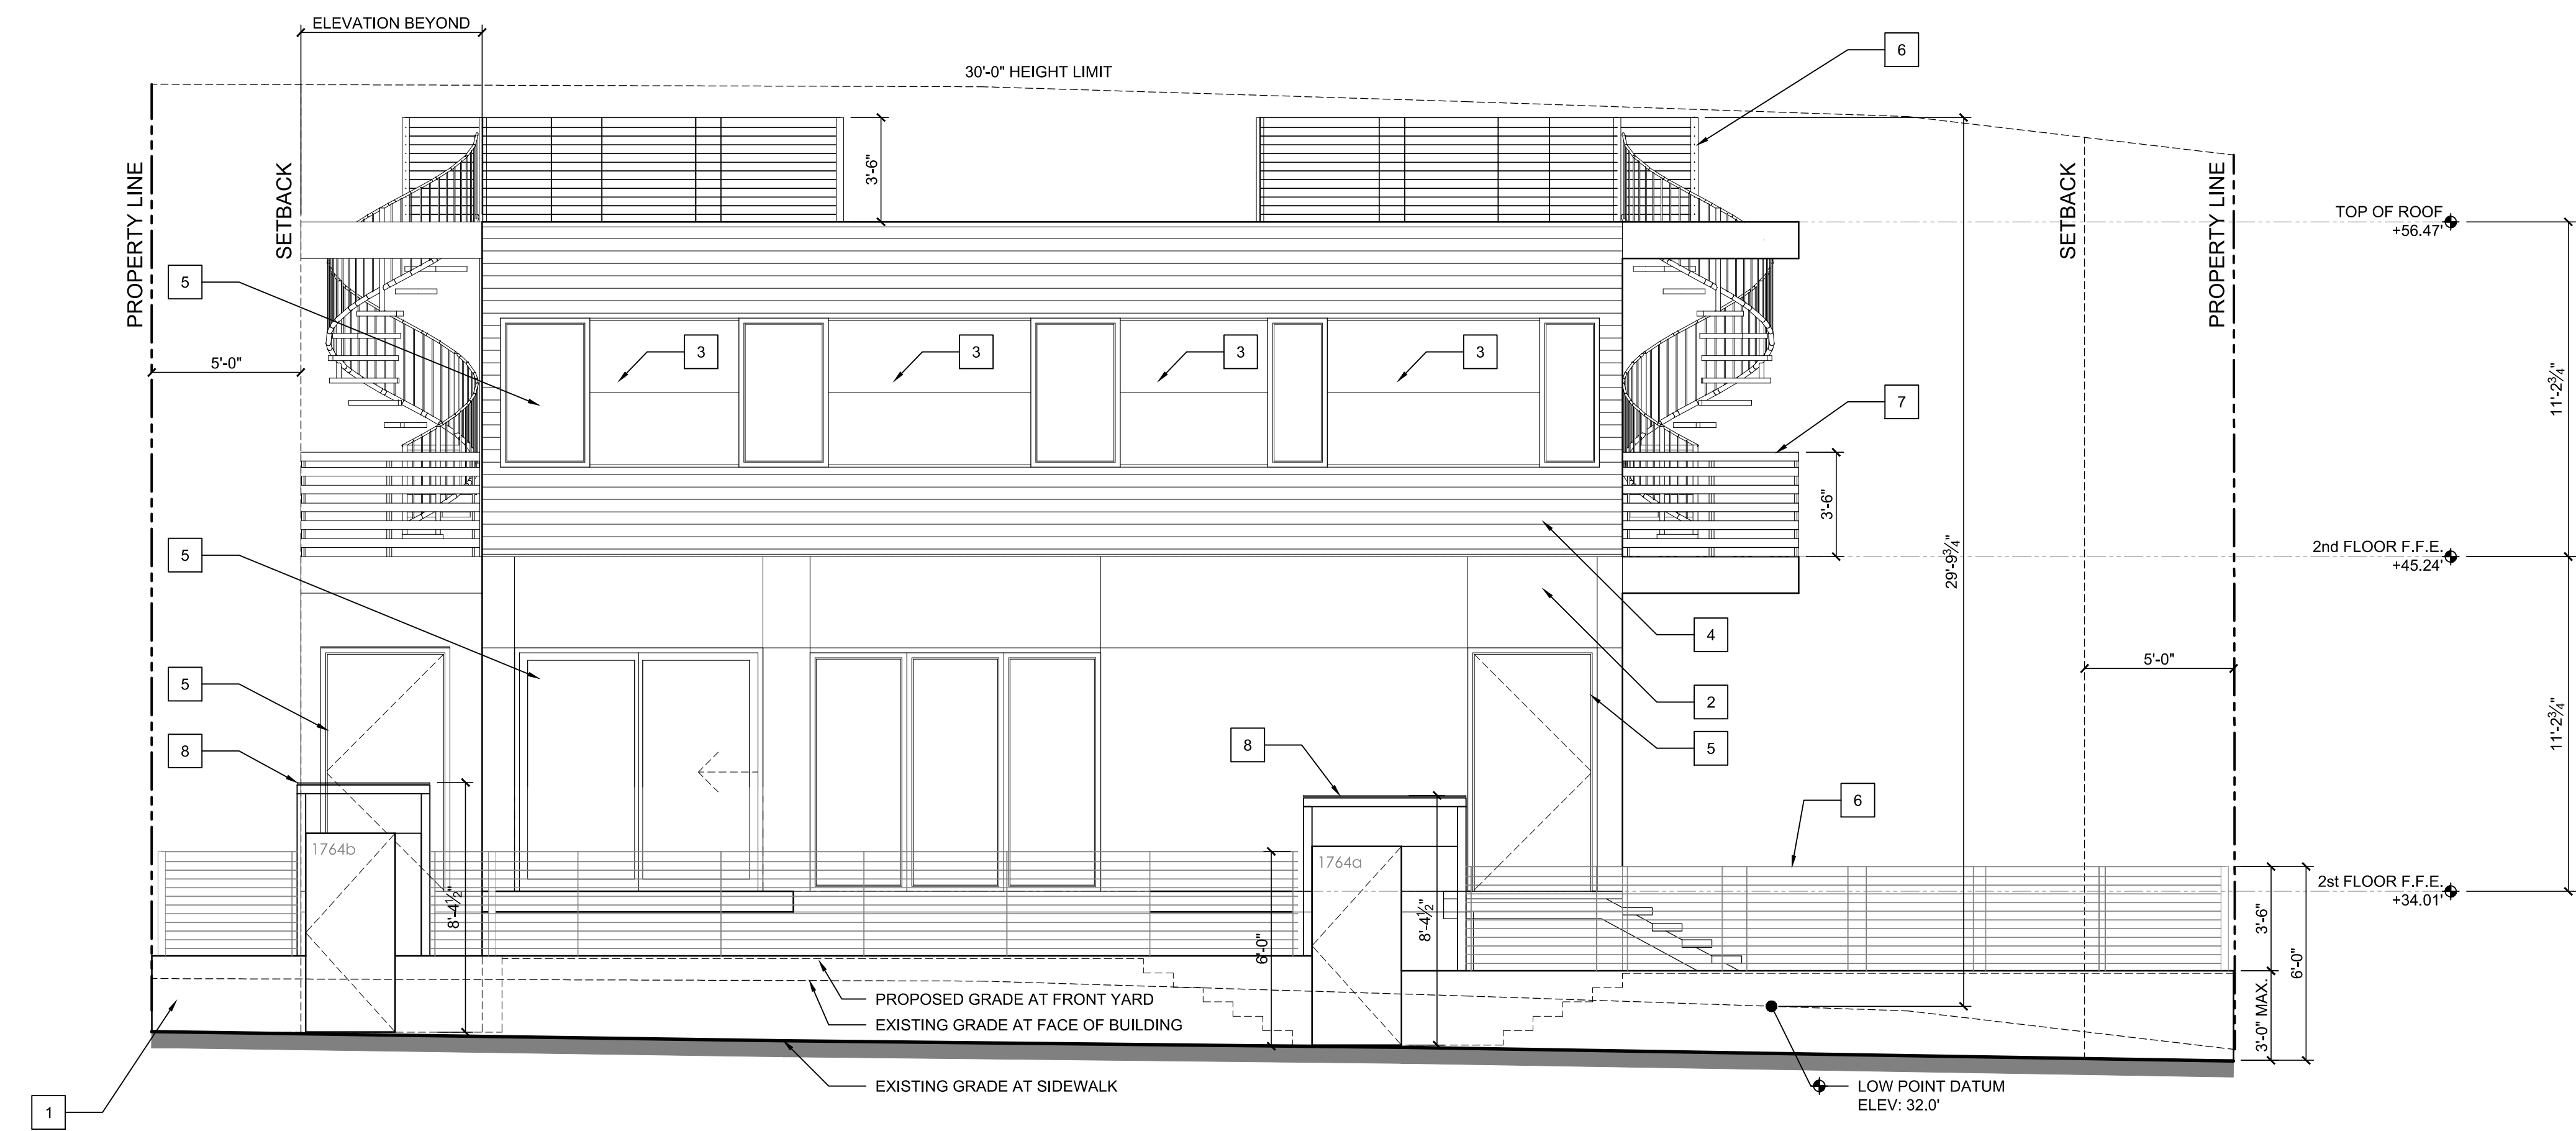 ELEVATION BEYOND
6
30'-0" HEIGHT LIMIT
PROPERTY LINE
SETBACK
3'-6"
SETBACK
PROPERTY LINE
TOP OF ROOF
+56.47'
5
3
3
3
3
5'-0"
7
11'-2¾"
3'-6"
5
29'-9¾"
2nd FLOOR F.F.E.
+45.24'
4
5'-0"
5
2
11'-2¾"
8
8
5
6
1764b
1764a
8'-4½"
6'-0"
8'-4½"
2st FLOOR F.F.E.
+34.01'
3'-6"
6'-0"
3'-0" MAX.
PROPOSED GRADE AT FRONT YARD
EXISTING GRADE AT FACE OF BUILDING
EXISTING GRADE AT SIDEWALK
LOW POINT DATUM
ELEV: 32.0'
1